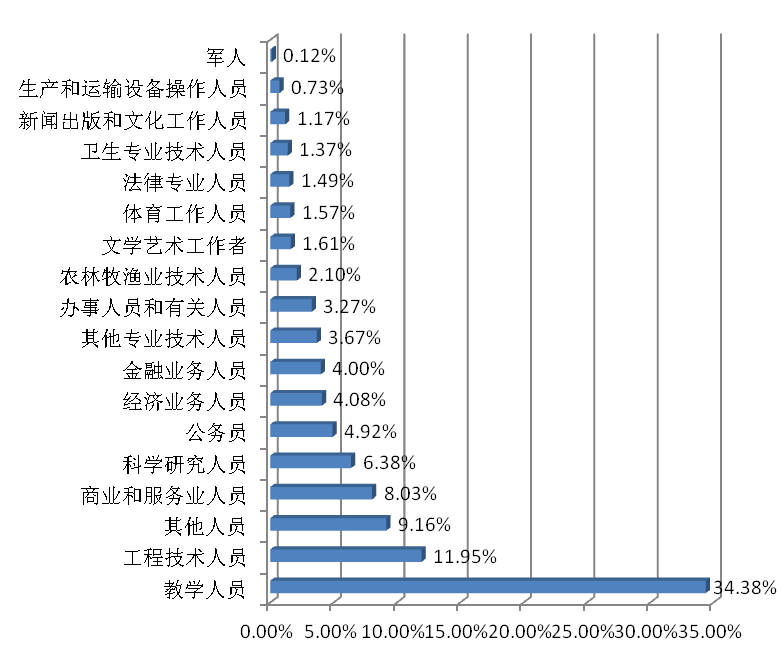 军人 0.12%
生产和运输设备操作人员 0.73%
新闻出版和文化工作人员 1.17%
卫生专业技术人员 1.37%
法律专业人员 1.49%
体育工作人员 1.57%
文学艺术工作者 1.61%
农林牧渔业技术人员 2.10%
办事人员和有关人员 3.27%
其他专业技术人员 3.67%
金融业务人员 4.00%
经济业务人员 4.08%
公务员 4.92%
科学研究人员 6.38%
商业和服务业人员 8.03%
其他人员 9.16%
工程技术人员 11.95%
教学人员 34.38%
0.00% 5.00% 10.00% 15.00% 20.00% 25.00% 30.00% 35.00%